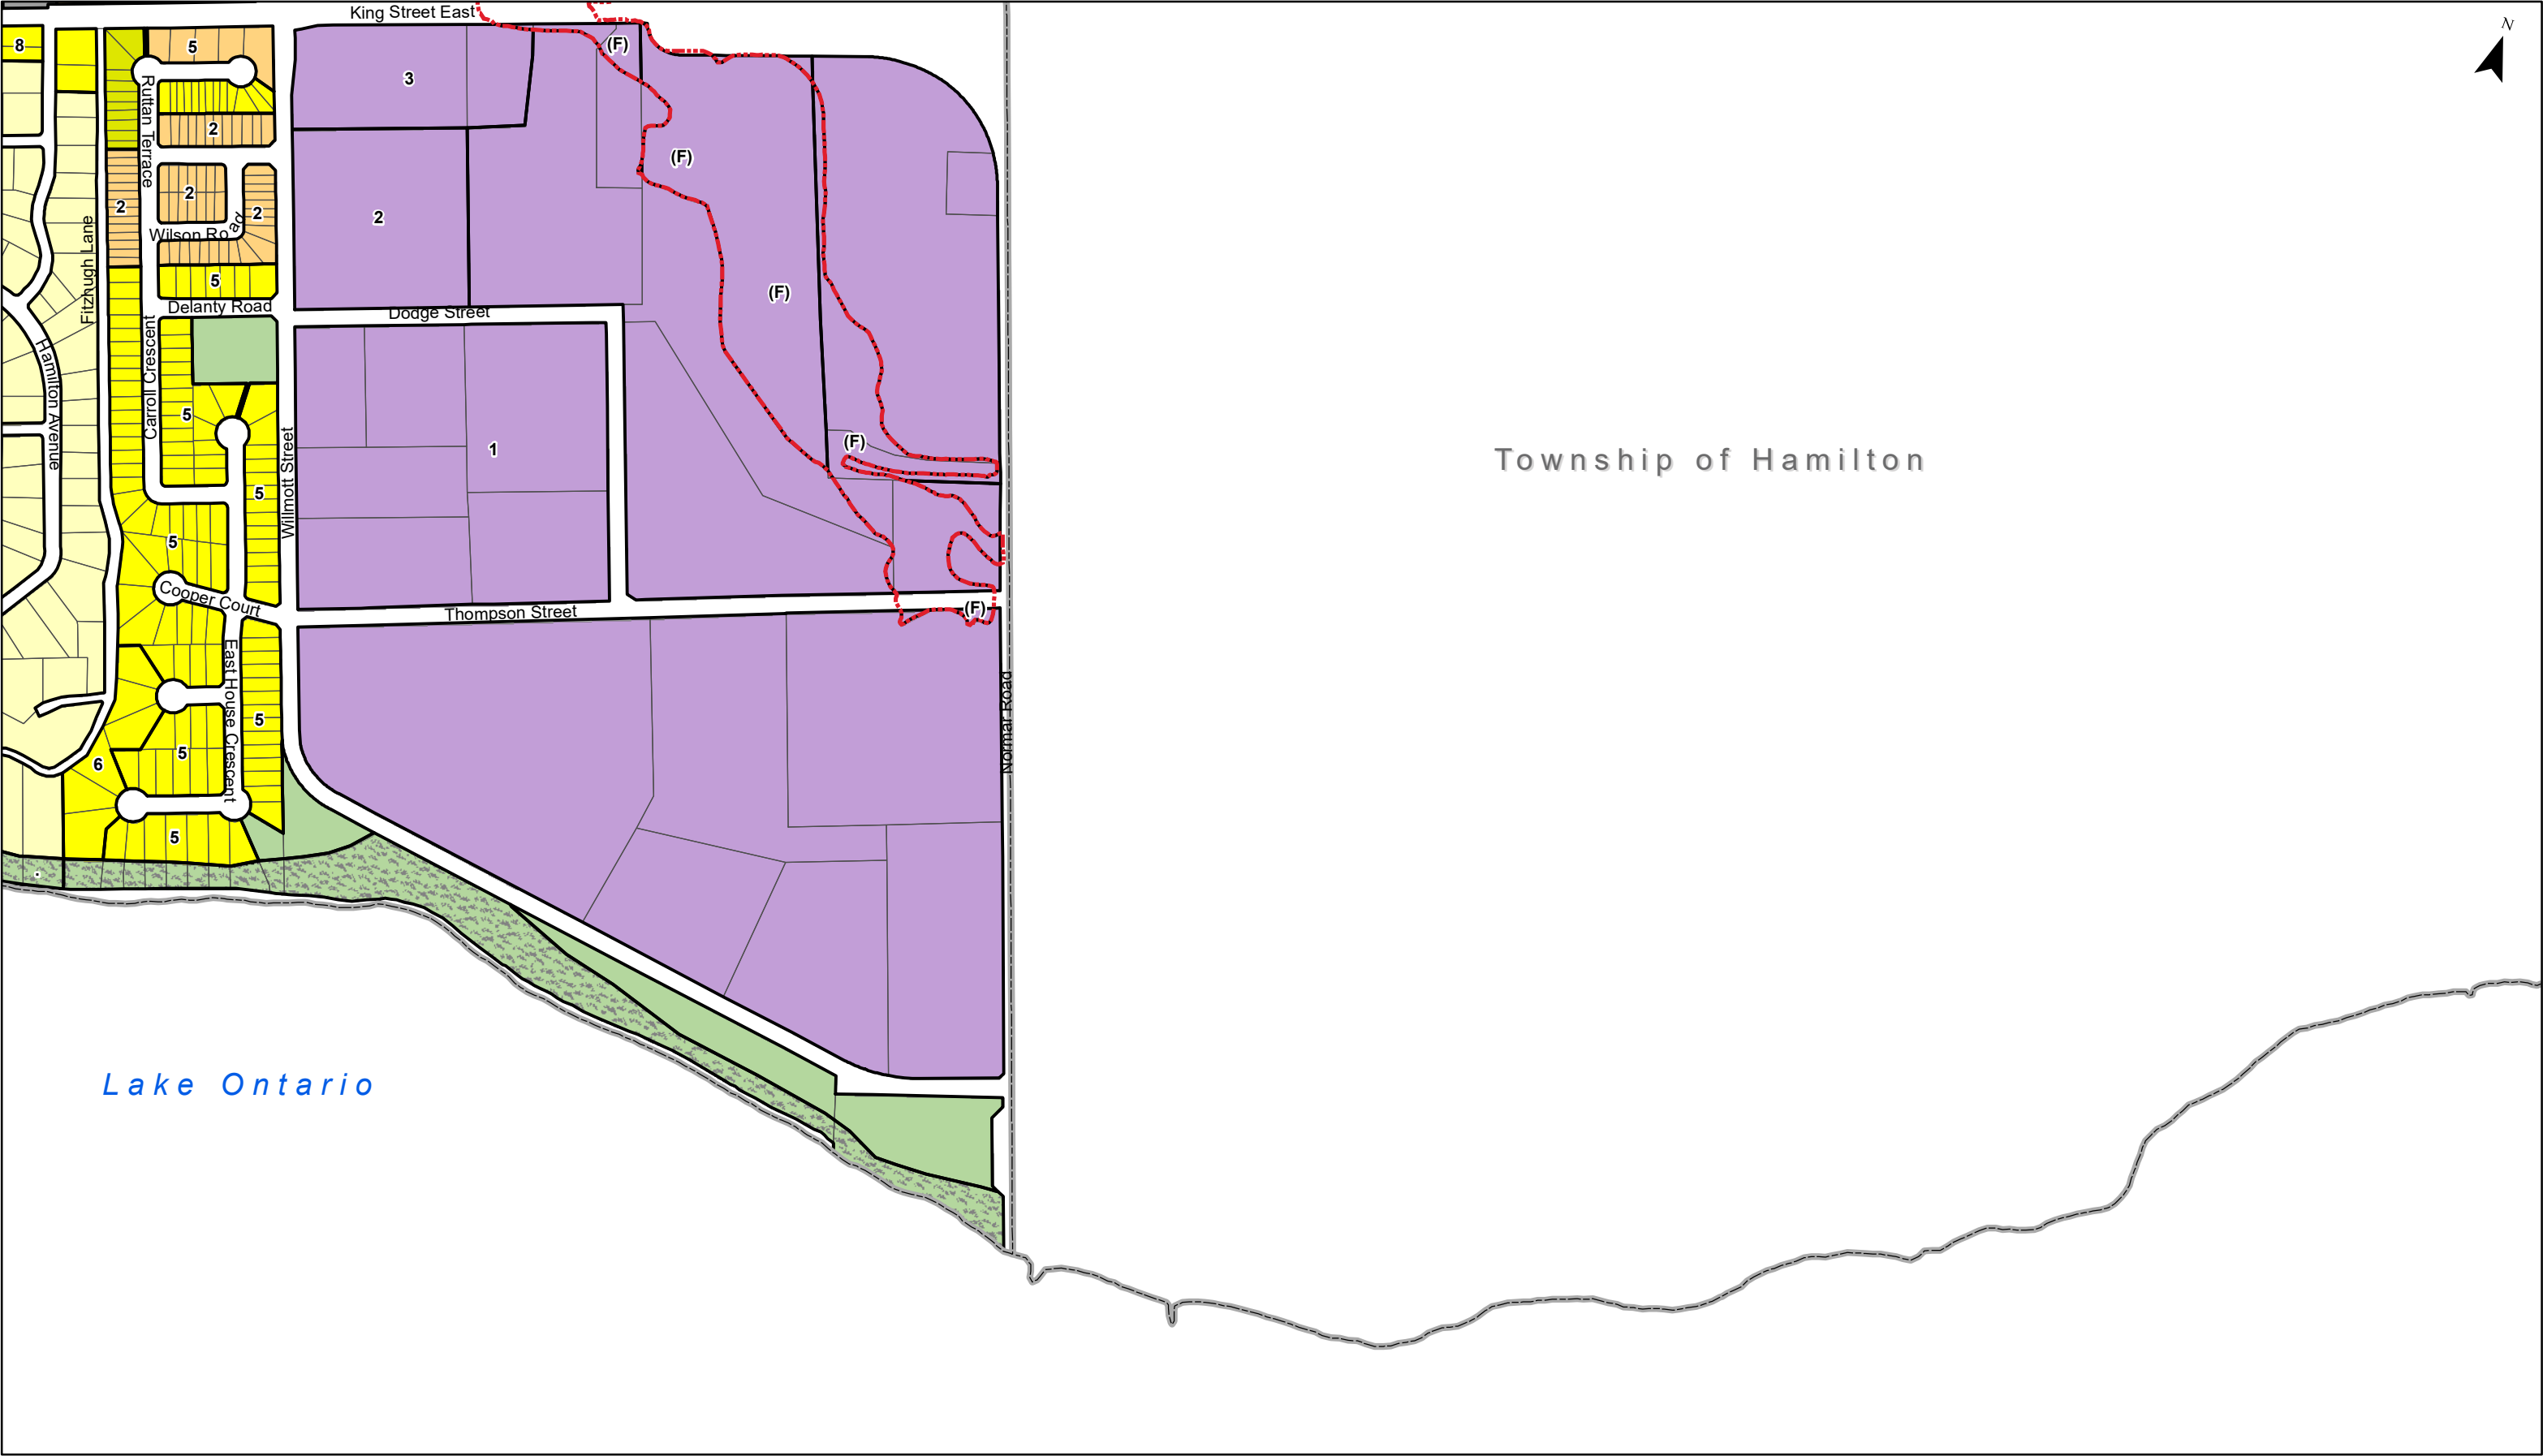 King Street East
N
8
5
(F)
3
Ruttan Terrace
2
(F)
2
2
2
2
Fitzhugh Lane
Wilson Road
5
(F)
Delanty Road
Dodge Street
Hamilton Avenue
Carroll Crescent
5
(F)
1
Willmott Street
Township of Hamilton
5
5
Cooper Court
Thompson Street
(F)
East House Crescent
5
Normar Road
5
6
5
Lake Ontario